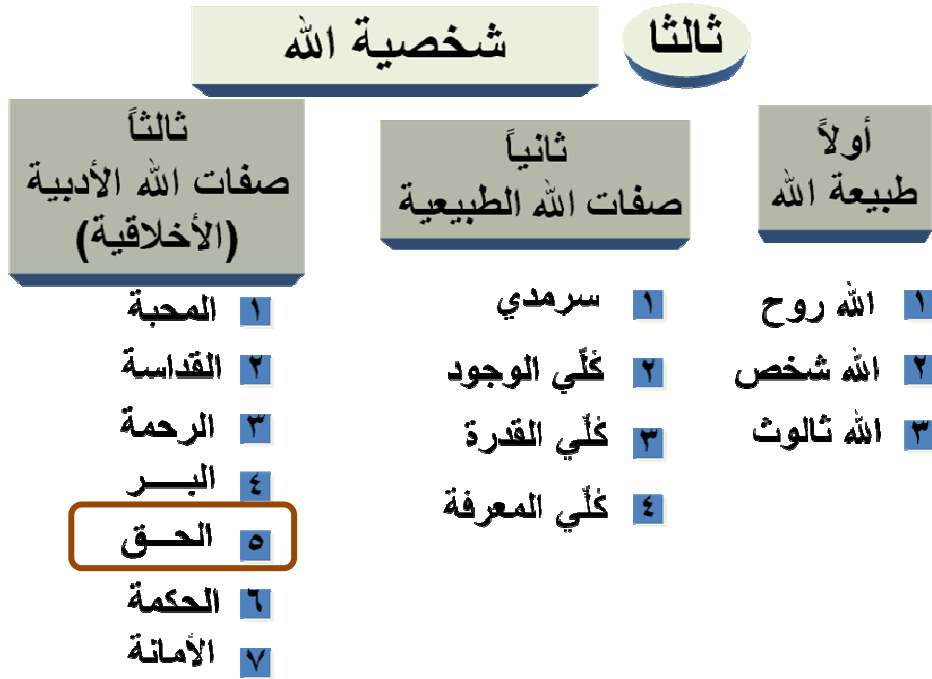 ثالثا
شخصية الله
أولاً
طبيعة الله
١ الله روح
٢ الله شخص
٣ الله ثالوث
ثانياً
صفات الله الطبيعية
١ سرمدي
٢ كُلِّي الوجود
٣ كُلِّي القدرة
٤ كُلِّي المعرفة
ثالثاً
صفات الله الأدبية
(الأخلاقية)
١ المحبة
٢ القداسة
٣ الرحمة
٤ البـــر
٥ الحـــق
٦ الحكمة
٧ الأمانة